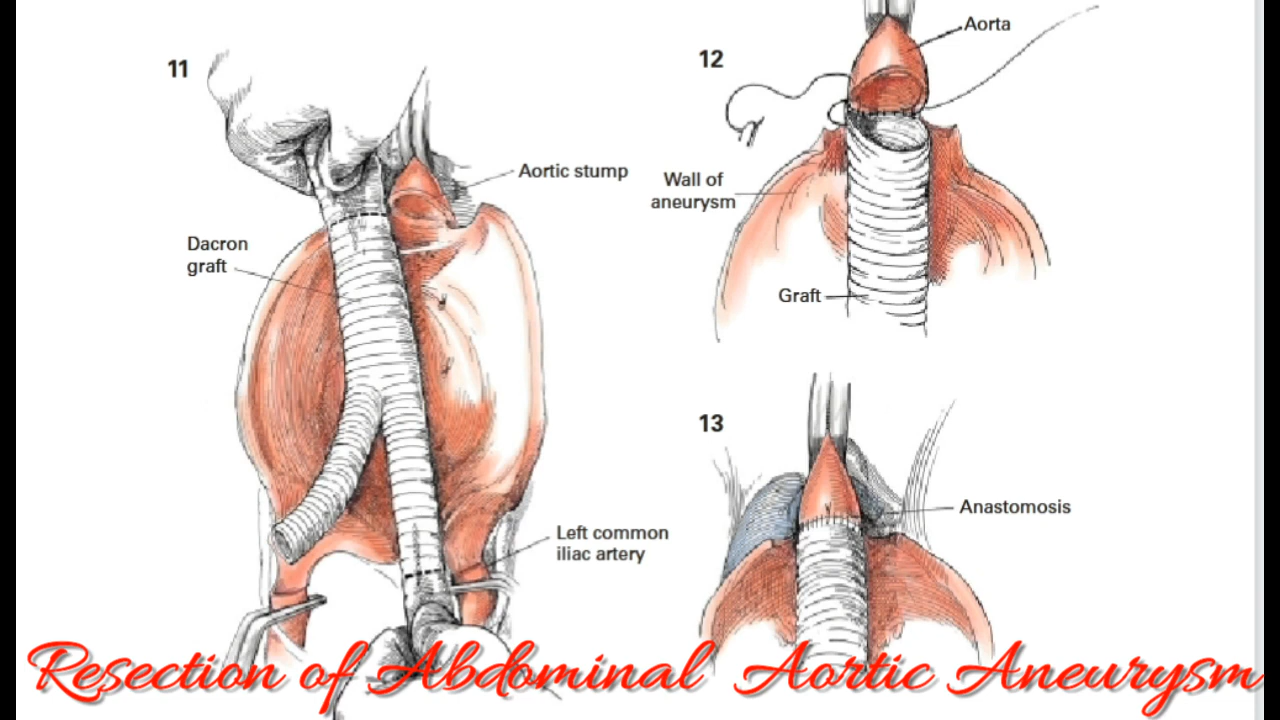 11
Aortic stump
Dacron
graft
Left common
iliac artery
12
Aorta
Wall of
aneurysm
Graft
13
Anastomosis
Resection of Abdominal Aortic Aneurysm